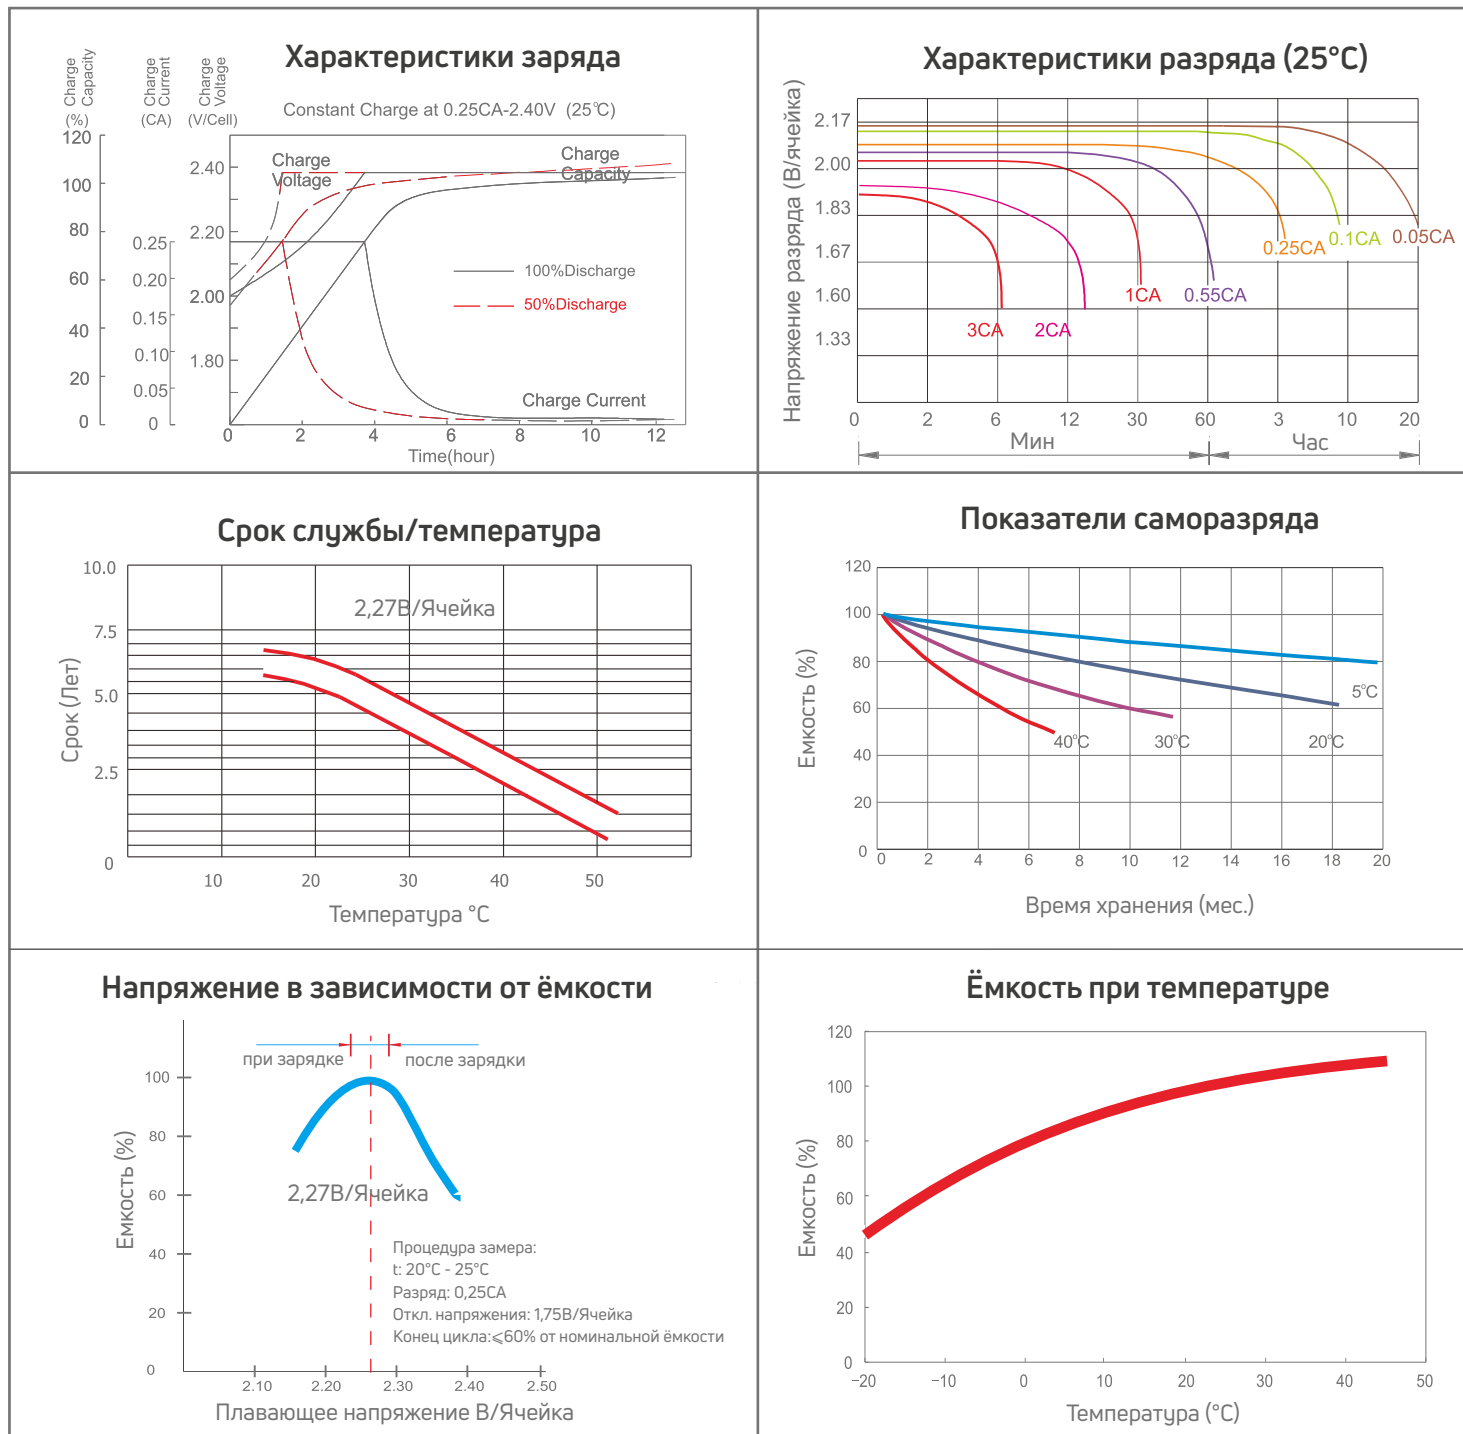 Характеристики заряда
Charge
Capacity
(%)
Charge
Current
(CA)
Charge
Voltage
(V/Cell)
Constant Charge at 0.25CA-2.40V (25°C)
120
100
80
60
40
20
0
0.25
0.20
0.15
0.10
0.05
0
2.40
2.20
2.00
1.80
Charge
Voltage
Charge
Capacity
100%Discharge
50%Discharge
Charge Current
0 2 4 6 8 10 12
Time(hour)
Характеристики разряда (25°C)
Напряжение разряда (В/ячейка)
2.17
2.00
1.83
1.67
1.60
1.33
3CA
2CA
1CA
0.55CA
0.25CA
0.1CA
0.05CA
0 2 6 12 30 60 3 10 20
Мин Час
Срок службы/температура
Срок (Лет)
10.0
7.5
5.0
2.5
0
2,27В/Ячейка
10 20 30 40 50
Температура °C
Показатели саморазряда
Емкость (%)
120
100
80
60
40
20
0
5°C
40°C 30°C 20°C
0 2 4 6 8 10 12 14 16 18 20
Время хранения (мес.)
Напряжение в зависимости от ёмкости
при зарядке после зарядки
Емкость (%)
100
80
60
40
20
0
2,27В/Ячейка
Процедура замера:
t: 20°C - 25°C
Разряд: 0,25СА
Откл. напряжения: 1,75В/Ячейка
Конец цикла:⩽60% от номинальной ёмкости
2.10 2.20 2.30 2.40 2.50
Плавающее напряжение В/Ячейка
Ёмкость при температуре
Емкость (%)
120
100
80
60
40
20
0
−20 −10 0 10 20 30 40 50
Температура (°C)